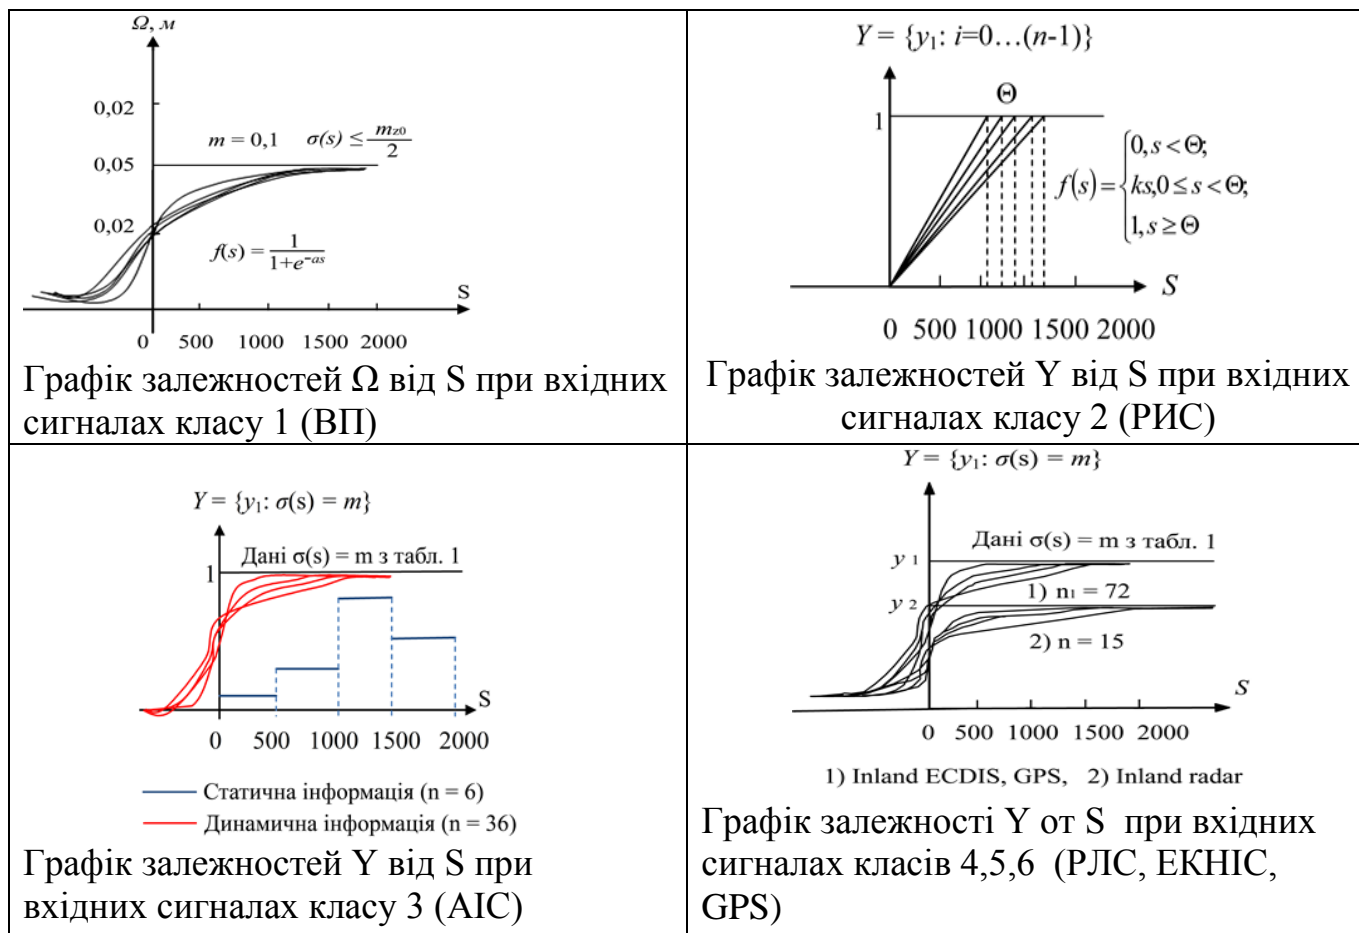 Ω, м
0,02
m = 0,1 σ(s) ≤ m_{z0}/2
0,05
0,02
f(s) = 1/(1+e^{-as})
S
0 500 1000 1500 2000
Графік залежностей Ω від S при вхідних
сигналах класу 1 (ВП)
Y = {y₁: i=0…(n-1)}
Θ
1
f(s) = {0, s < Θ;
ks, 0 ≤ s < Θ;
1, s ≥ Θ
S
0 500 1000 1500 2000
Графік залежностей Y від S при вхідних
сигналах класу 2 (РИС)
Y = {y₁: σ(s) = m}
Дані σ(s) = m з табл. 1
1
S
0 500 1000 1500 2000
Статична інформація (n = 6)
Динамична інформація (n = 36)
Графік залежностей Y від S при
вхідних сигналах класу 3 (АІС)
Y = {y₁: σ(s) = m}
Дані σ(s) = m з табл. 1
y 1
1) n₁ = 72
y 2
2) n = 15
S
0 500 1000 1500 2000
1) Inland ECDIS, GPS, 2) Inland radar
Графік залежності Y от S при вхідних
сигналах класів 4,5,6 (РЛС, ЕКНІС,
GPS)